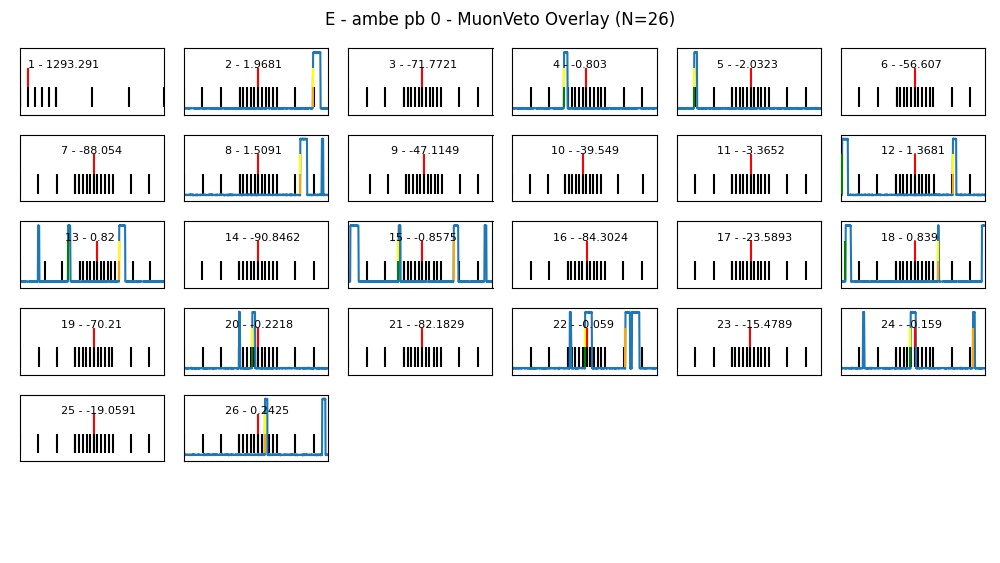 E - ambe pb 0 - MuonVeto Overlay (N=26)
1 - 1293.291
2 - 1.9681
3 - -71.7721
4 - -0.803
5 - -2.0323
6 - -56.607
7 - -88.054
8 - 1.5091
9 - -47.1149
10 - -39.549
11 - -3.3652
12 - 1.3681
13 - 0.82
14 - -90.8462
15 - -0.8575
16 - -84.3024
17 - -23.5893
18 - 0.839
19 - -70.21
20 - -0.2218
21 - -82.1829
22 - -0.059
23 - -15.4789
24 - -0.159
25 - -19.0591
26 - 0.2425